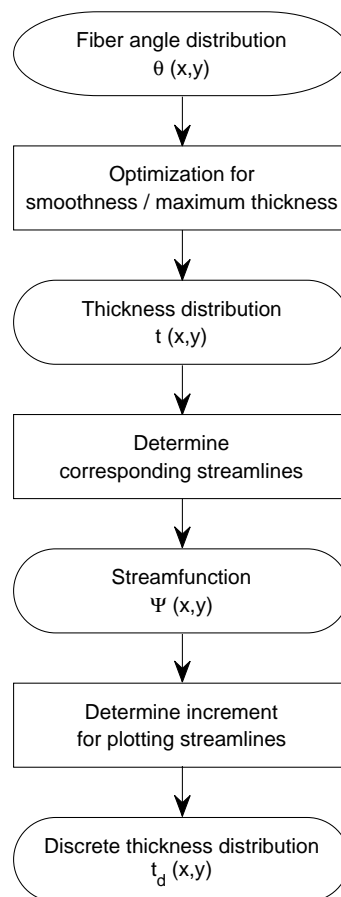 Fiber angle distribution
θ (x,y)
Optimization for
smoothness / maximum thickness
Thickness distribution
t (x,y)
Determine
corresponding streamlines
Streamfunction
Ψ (x,y)
Determine increment
for plotting streamlines
Discrete thickness distribution
t_d (x,y)